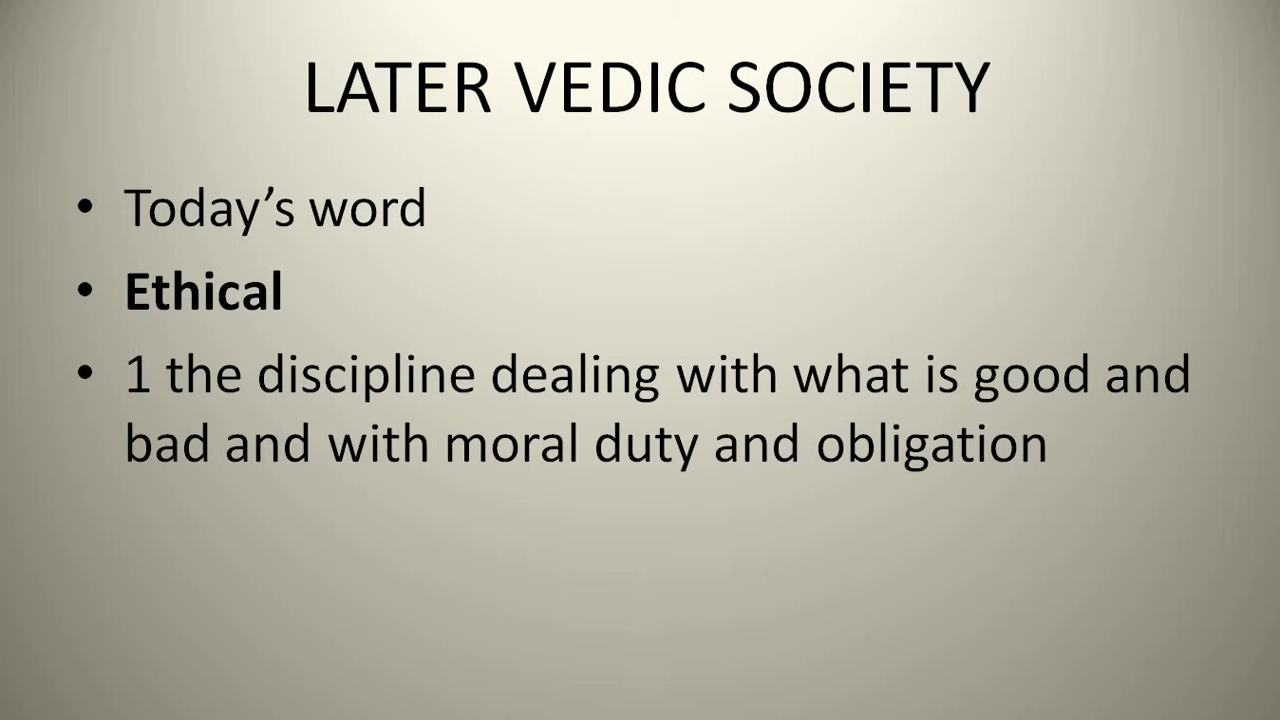 LATER VEDIC SOCIETY
• Today’s word
• Ethical
• 1 the discipline dealing with what is good and
bad and with moral duty and obligation